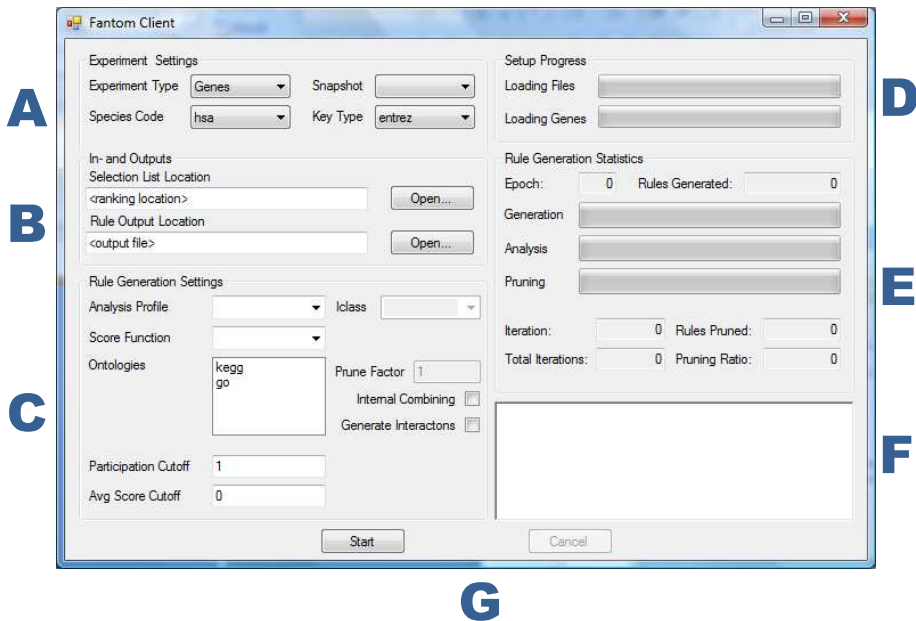 Fantom Client
A
Experiment Settings
Experiment Type Genes Snapshot
Species Code hsa Key Type entrez
B
In- and Outputs
Selection List Location
<ranking location> Open...
Rule Output Location
<output file> Open...
C
Rule Generation Settings
Analysis Profile Iclass
Score Function
Ontologies
kegg
go
Prune Factor 1
Internal Combining
Generate Interactons
Participation Cutoff 1
Avg Score Cutoff 0
Start
D
Setup Progress
Loading Files
Loading Genes
E
Rule Generation Statistics
Epoch: 0 Rules Generated: 0
Generation
Analysis
Pruning
Iteration: 0 Rules Pruned: 0
Total Iterations: 0 Pruning Ratio: 0
F
Cancel
G